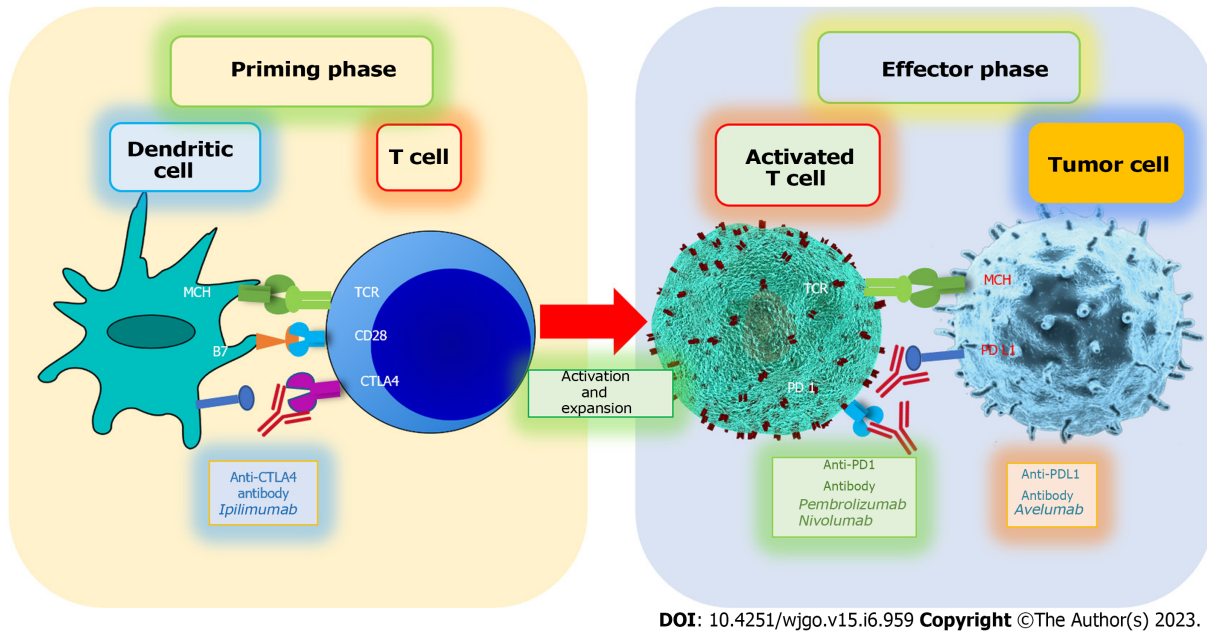 Priming phase
Dendritic
cell
T cell
MCH
TCR
CD28
B7
CTLA4
Anti-CTLA4
antibody
Ipilimumab
Activation
and
expansion
Effector phase
Activated
T cell
Tumor cell
TCR
MCH
PD L1
PD 1
Anti-PD1
Antibody
Pembrolizumab
Nivolumab
Anti-PDL1
Antibody
Avelumab
DOI: 10.4251/wjgo.v15.i6.959 Copyright ©The Author(s) 2023.